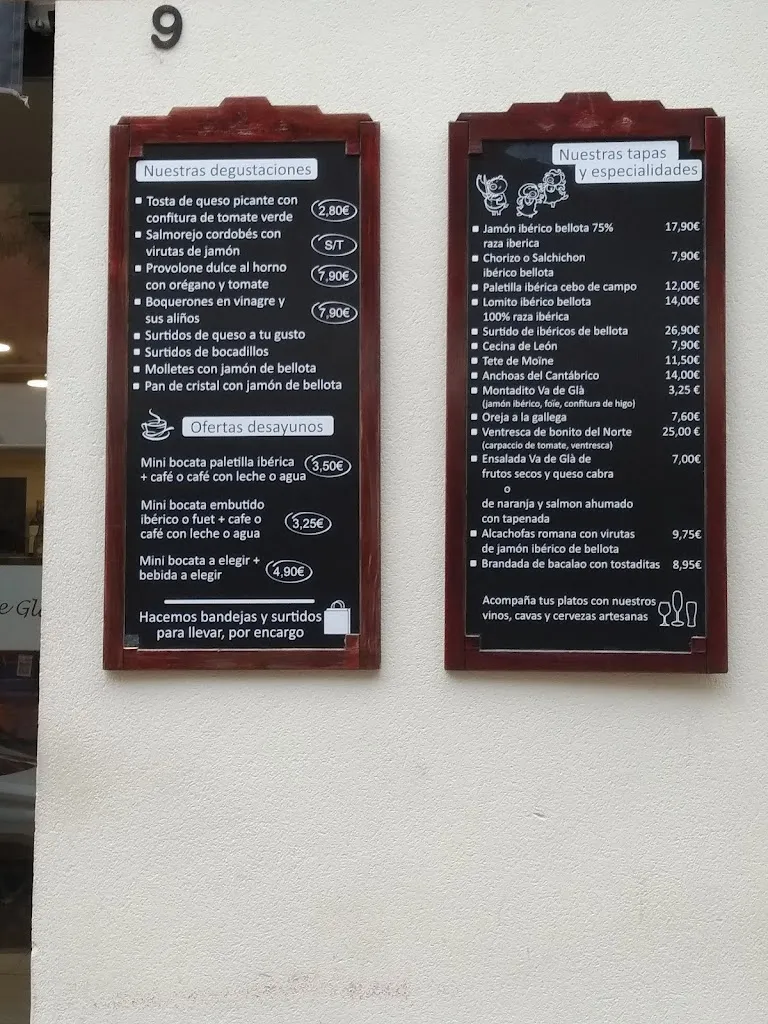 9
Nuestras degustaciones
Tosta de queso picante con
confitura de tomate verde 2,80€
Salmorejo cordobés con
virutas de jamón S/T
Provolone dulce al horno
con orégano y tomate 7,90€
Boquerones en vinagre y
sus aliños 7,90€
Surtidos de queso a tu gusto
Surtidos de bocadillos
Molletes con jamón de bellota
Pan de cristal con jamón de bellota
Ofertas desayunos
Mini bocata paletilla ibérica
+ café o café con leche o agua 3,50€
Mini bocata embutido
ibérico o fuet + cafe o 3,25€
café con leche o agua
Mini bocata a elegir +
bebida a elegir 4,90€
Hacemos bandejas y surtidos
para llevar, por encargo
Nuestras tapas
y especialidades
Jamón ibérico bellota 75% 17,90€
raza iberica
Chorizo o Salchichon 7,90€
ibérico bellota
Paletilla ibérica cebo de campo 12,00€
Lomito ibérico bellota 14,00€
100% raza ibérica
Surtido de ibéricos de bellota 26,90€
Cecina de León 7,90€
Tete de Moïne 11,50€
Anchoas del Cantábrico 14,00€
Montadito Va de Glà 3,25 €
(jamón ibérico, foïe, confitura de higo)
Oreja a la gallega 7,60€
Ventresca de bonito del Norte 25,00 €
(carpaccio de tomate, ventresca)
Ensalada Va de Glà de 7,00€
frutos secos y queso cabra
o
de naranja y salmon ahumado
con tapenada
Alcachofas romana con virutas 9,75€
de jamón ibérico de bellota
Brandada de bacalao con tostaditas 8,95€
Acompaña tus platos con nuestros
vinos, cavas y cervezas artesanas